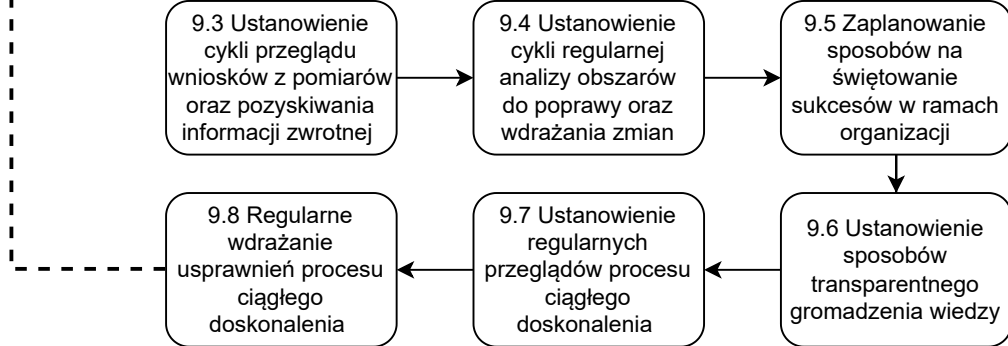 9.3 Ustanowienie
cykli przeglądu
wniosków z pomiarów
oraz pozyskiwania
informacji zwrotnej
9.4 Ustanowienie
cykli regularnej
analizy obszarów
do poprawy oraz
wdrażania zmian
9.5 Zaplanowanie
sposobów na
świętowanie
sukcesów w ramach
organizacji
9.6 Ustanowienie
sposobów
transparentnego
gromadzenia wiedzy
9.7 Ustanowienie
regularnych
przeglądów procesu
ciągłego
doskonalenia
9.8 Regularne
wdrażanie
usprawnień procesu
ciągłego
doskonalenia